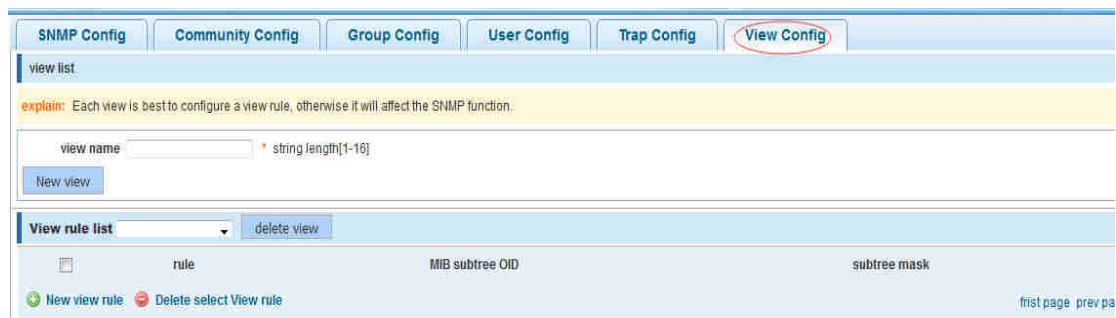 SNMP Config Community Config Group Config User Config Trap Config View Config
view list
explain: Each view is best to configure a view rule, otherwise it will affect the SNMP function.
view name * string length[1-16]
New view
View rule list delete view
rule MIB subtree OID subtree mask
New view rule Delete select View rule frist page prev pa